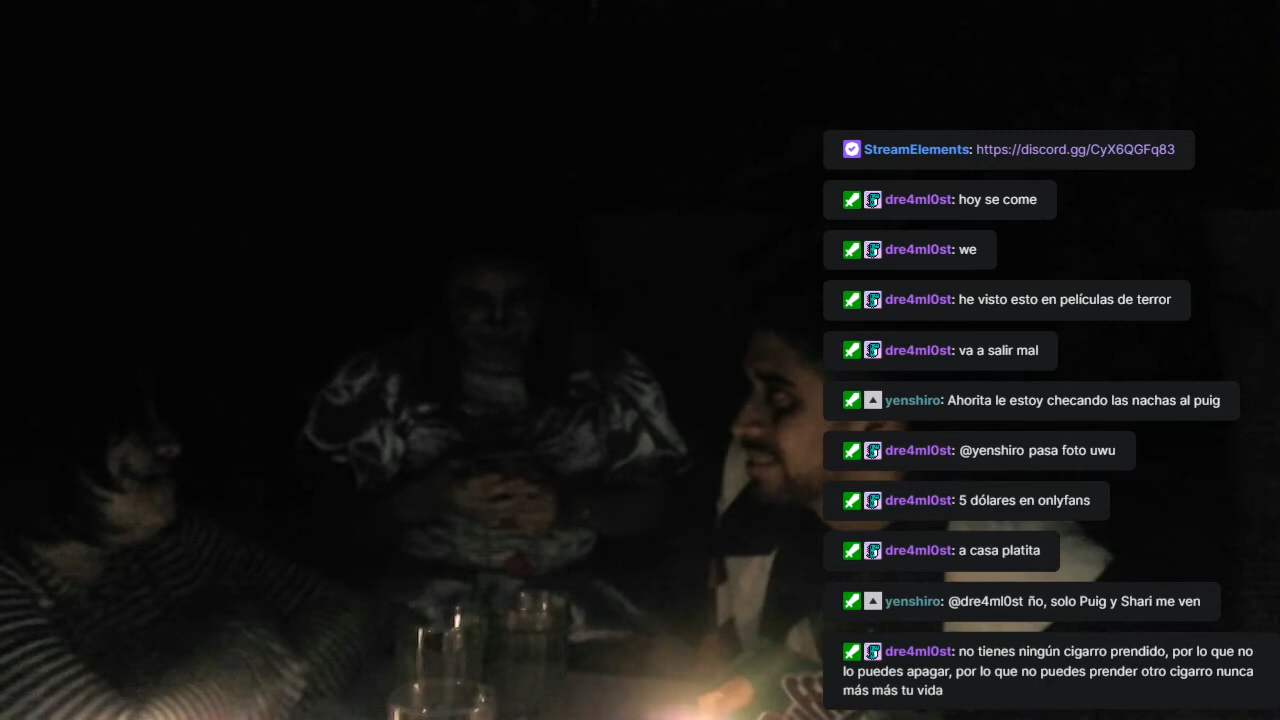 StreamElements: https://discord.gg/CyX6QGFq83
dre4ml0st: hoy se come
dre4ml0st: we
dre4ml0st: he visto esto en películas de terror
dre4ml0st: va a salir mal
yenshiro: Ahorita le estoy checando las nachas al puig
dre4ml0st: @yenshiro pasa foto uwu
dre4ml0st: 5 dólares en onlyfans
dre4ml0st: a casa platita
yenshiro: @dre4ml0st ño, solo Puig y Shari me ven
dre4ml0st: no tienes ningún cigarro prendido, por lo que no
lo puedes apagar, por lo que no puedes prender otro cigarro nunca
más más tu vida